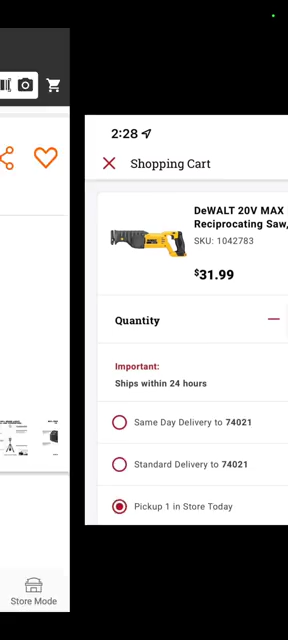 2:28
Shopping Cart
DeWALT 20V MAX
Reciprocating Saw,
SKU: 1042783
$31.99
Quantity
Important:
Ships within 24 hours
Same Day Delivery to 74021
Standard Delivery to 74021
Pickup 1 in Store Today
Store Mode